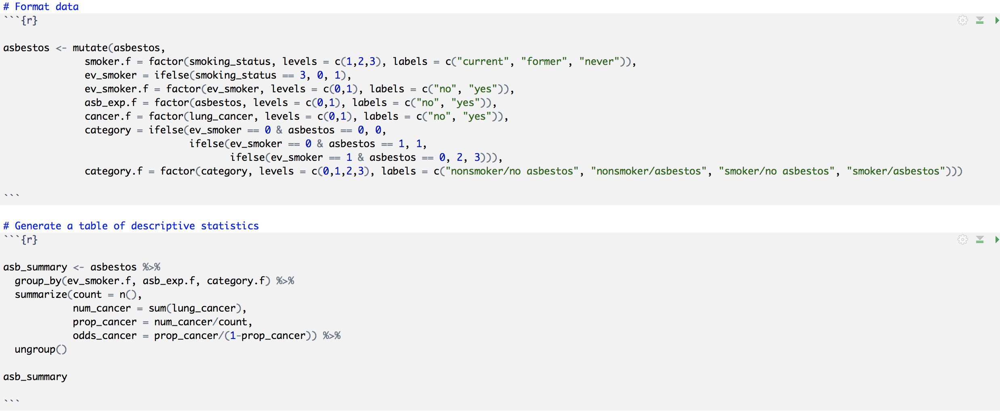 # Format data
```{r}
asbestos <- mutate(asbestos,
smoker.f = factor(smoking_status, levels = c(1,2,3), labels = c("current", "former", "never")),
ev_smoker = ifelse(smoking_status == 3, 0, 1),
ev_smoker.f = factor(ev_smoker, levels = c(0,1), labels = c("no", "yes")),
asb_exp.f = factor(asbestos, levels = c(0,1), labels = c("no", "yes")),
cancer.f = factor(lung_cancer, levels = c(0,1), labels = c("no", "yes")),
category = ifelse(ev_smoker == 0 & asbestos == 0, 0,
ifelse(ev_smoker == 0 & asbestos == 1, 1,
ifelse(ev_smoker == 1 & asbestos == 0, 2, 3))),
category.f = factor(category, levels = c(0,1,2,3), labels = c("nonsmoker/no asbestos", "nonsmoker/asbestos", "smoker/no asbestos", "smoker/asbestos")))
```
# Generate a table of descriptive statistics
```{r}
asb_summary <- asbestos %>%
group_by(ev_smoker.f, asb_exp.f, category.f) %>%
summarize(count = n(),
num_cancer = sum(lung_cancer),
prop_cancer = num_cancer/count,
odds_cancer = prop_cancer/(1-prop_cancer)) %>%
ungroup()
asb_summary
```